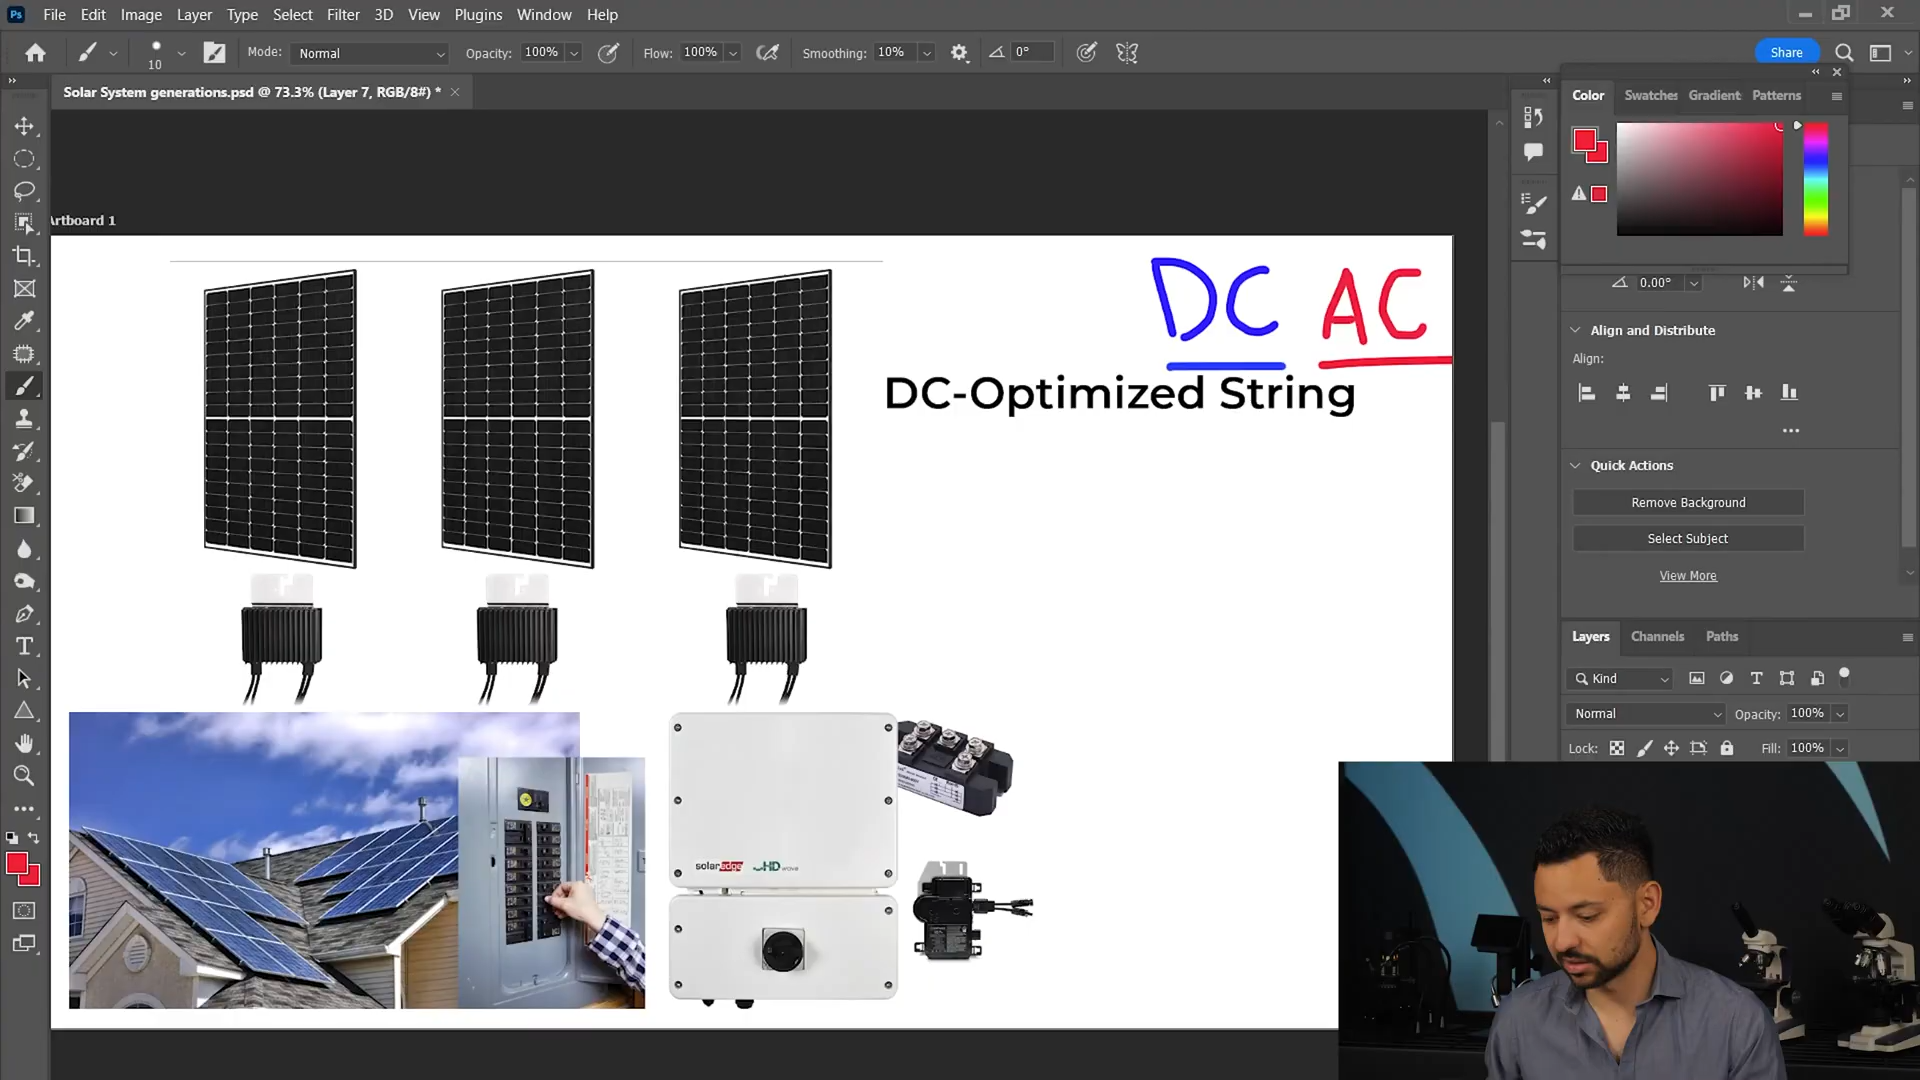 File Edit Image Layer Type Select Filter 3D View Plugins Window Help
10 Mode: Normal Opacity: 100% Flow: 100% Smoothing: 10% 0° Share
Solar System generations.psd @ 73.3% (Layer 7, RGB/8#) *
Color Swatches Gradient Patterns
Artboard 1
DC AC
DC-Optimized String
0.00°
Align and Distribute
Align:
Quick Actions
Remove Background
Select Subject
View More
Layers Channels Paths
Kind
Normal Opacity: 100%
Lock: Fill: 100%
solaredge HD wave